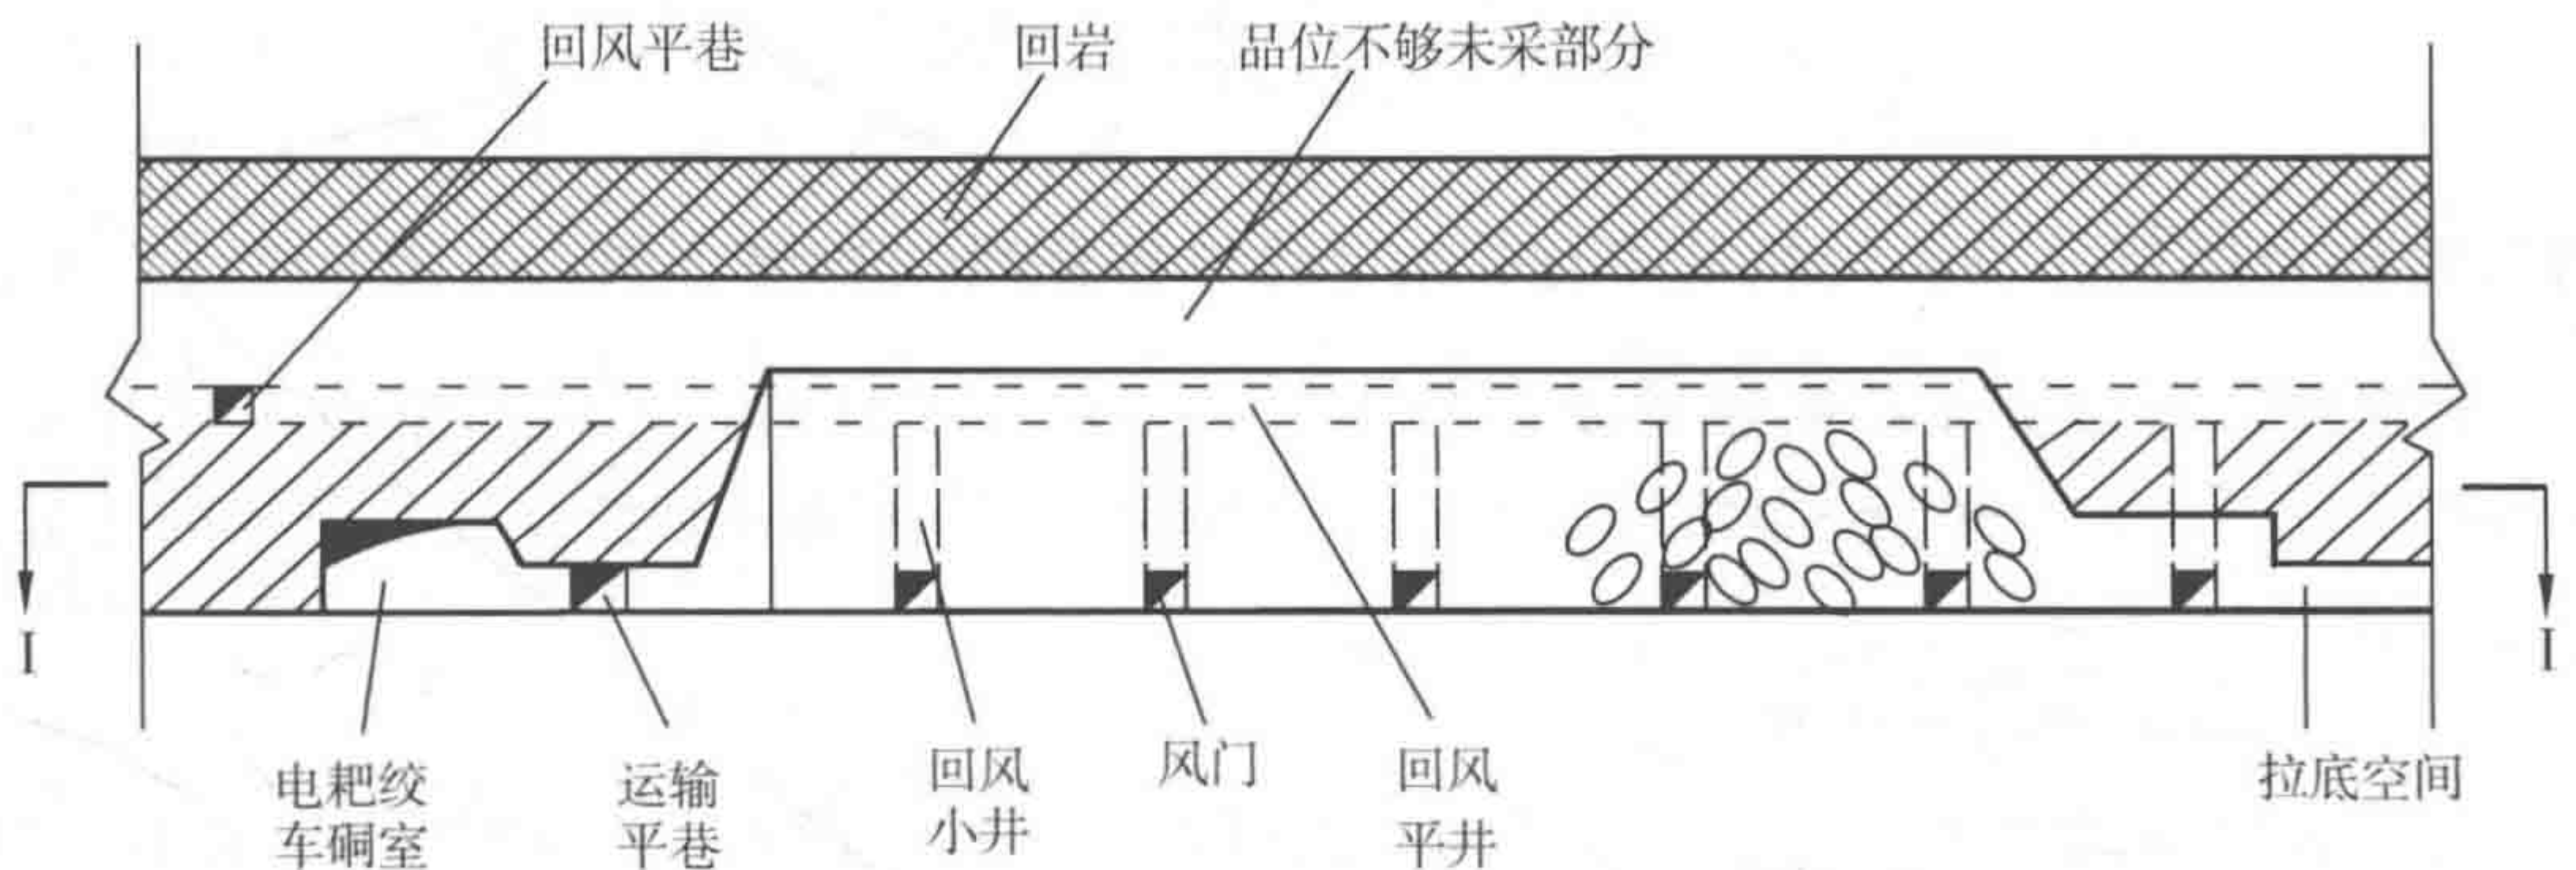 回风平巷
回岩
品位不够未采部分
I
I
电耙绞
车硐室
运输
平巷
回风
小井
风门
回风
平井
拉底空间